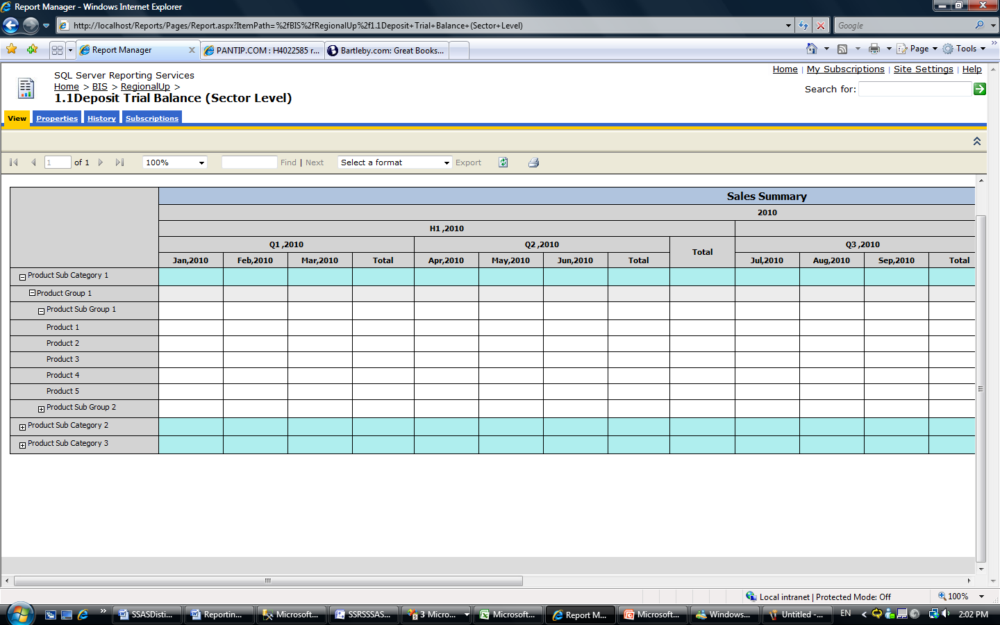 Report Manager - Windows Internet Explorer
http://localhost/Reports/Pages/Report.aspx?ItemPath=%2fBIS%2fRegionalUp%2f1.1Deposit+Trial+Balance+(Sector+Level)
Google
Report Manager
PANTIP.COM : H4022585 r...
Bartleby.com: Great Books...
Page
Tools
SQL Server Reporting Services
Home > BIS > RegionalUp >
1.1Deposit Trial Balance (Sector Level)
Home | My Subscriptions | Site Settings | Help
Search for:
View Properties History Subscriptions
1 of 1 100% Find | Next Select a format Export
Sales Summary
2010
H1 ,2010
Q1 ,2010 Q2 ,2010 Total Q3 ,2010
Jan,2010 Feb,2010 Mar,2010 Total Apr,2010 May,2010 Jun,2010 Total Jul,2010 Aug,2010 Sep,2010 Total
Product Sub Category 1
Product Group 1
Product Sub Group 1
Product 1
Product 2
Product 3
Product 4
Product 5
Product Sub Group 2
Product Sub Category 2
Product Sub Category 3
Local intranet | Protected Mode: Off
100%
SSASDisti...
Reportin...
Microsoft...
SSRSSSAS...
3 Micro...
Microsoft...
Report M...
Microsoft...
Windows...
Untitled -...
EN
2:02 PM